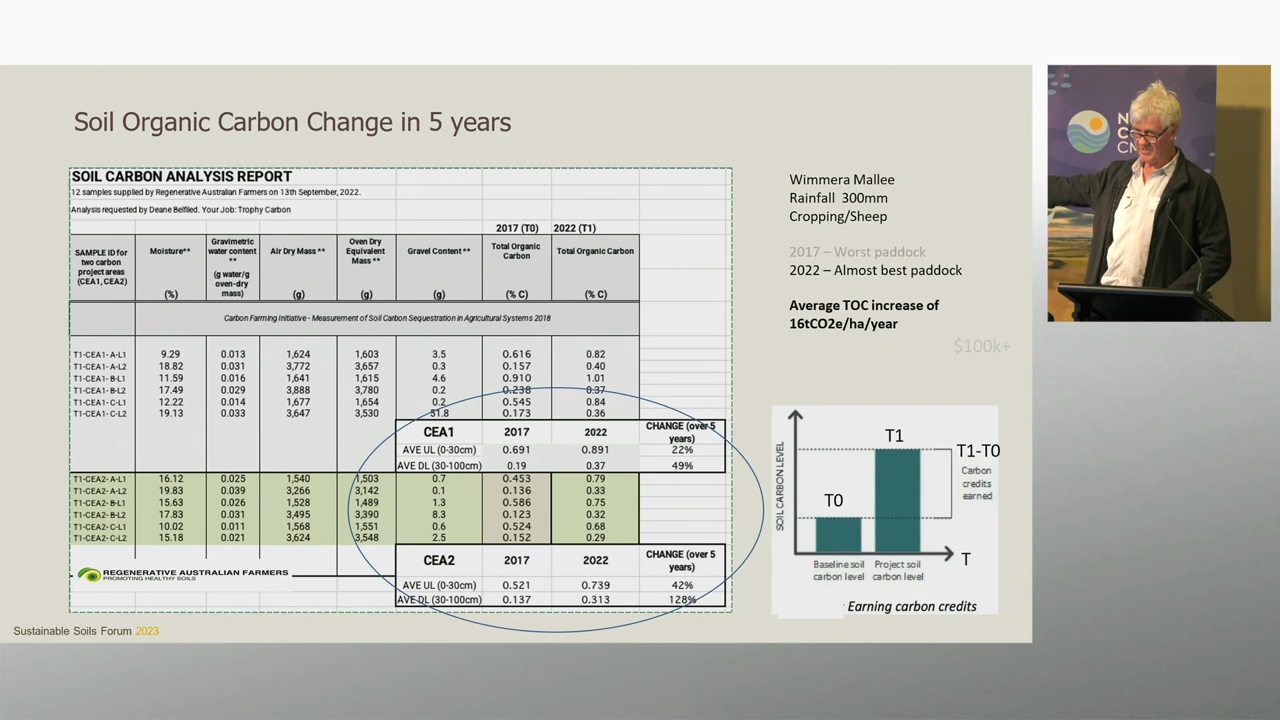 Soil Organic Carbon Change in 5 years
SOIL CARBON ANALYSIS REPORT
12 samples supplied by Regenerative Australian Farmers on 13th September, 2022.
Analysis requested by Deane Belfiled. Your Job: Trophy Carbon
2017 (T0) 2022 (T1)
SAMPLE ID for two carbon project areas (CEA1, CEA2) Moisture** (%) Gravimetric water content ** (g water/g oven-dry mass) Air Dry Mass ** (g) Oven Dry Equivalent Mass ** (g) Gravel Content ** (g) Total Organic Carbon (% C) Total Organic Carbon (% C)
Carbon Farming Initiative - Measurement of Soil Carbon Sequestration in Agricultural Systems 2018
T1-CEA1- A-L1 9.29 0.013 1,624 1,603 3.5 0.616 0.82
T1-CEA1- A-L2 18.82 0.031 3,772 3,657 0.3 0.157 0.40
T1-CEA1- B-L1 11.59 0.016 1,641 1,615 4.6 0.910 1.01
T1-CEA1- B-L2 17.49 0.029 3,888 3,780 0.2 0.238 0.37
T1-CEA1- C-L1 12.22 0.014 1,677 1,654 0.2 0.545 0.84
T1-CEA1- C-L2 19.13 0.033 3,647 3,530 51.8 0.173 0.36
CEA1 2017 2022 CHANGE (over 5 years)
AVE UL (0-30cm) 0.691 0.891 22%
AVE DL (30-100cm) 0.19 0.37 49%
T1-CEA2- A-L1 16.12 0.025 1,540 1,503 0.7 0.453 0.79
T1-CEA2- A-L2 19.83 0.039 3,266 3,142 0.1 0.136 0.33
T1-CEA2- B-L1 15.63 0.026 1,528 1,489 1.3 0.586 0.75
T1-CEA2- B-L2 17.83 0.031 3,495 3,390 8.3 0.123 0.32
T1-CEA2- C-L1 10.02 0.011 1,568 1,551 0.6 0.524 0.68
T1-CEA2- C-L2 15.18 0.021 3,624 3,548 2.5 0.152 0.29
CEA2 2017 2022 CHANGE (over 5 years)
AVE UL (0-30cm) 0.521 0.739 42%
AVE DL (30-100cm) 0.137 0.313 128%
REGENERATIVE AUSTRALIAN FARMERS
PROMOTING HEALTHY SOILS
Sustainable Soils Forum 2023
Wimmera Mallee
Rainfall 300mm
Cropping/Sheep
2017 – Worst paddock
2022 – Almost best paddock
Average TOC increase of
16tCO2e/ha/year
$100k+
SOIL CARBON LEVEL
T0
T1
T1-T0
Carbon
credits
earned
T
Baseline soil
carbon level
Project soil
carbon level
Earning carbon credits
N
C
CM